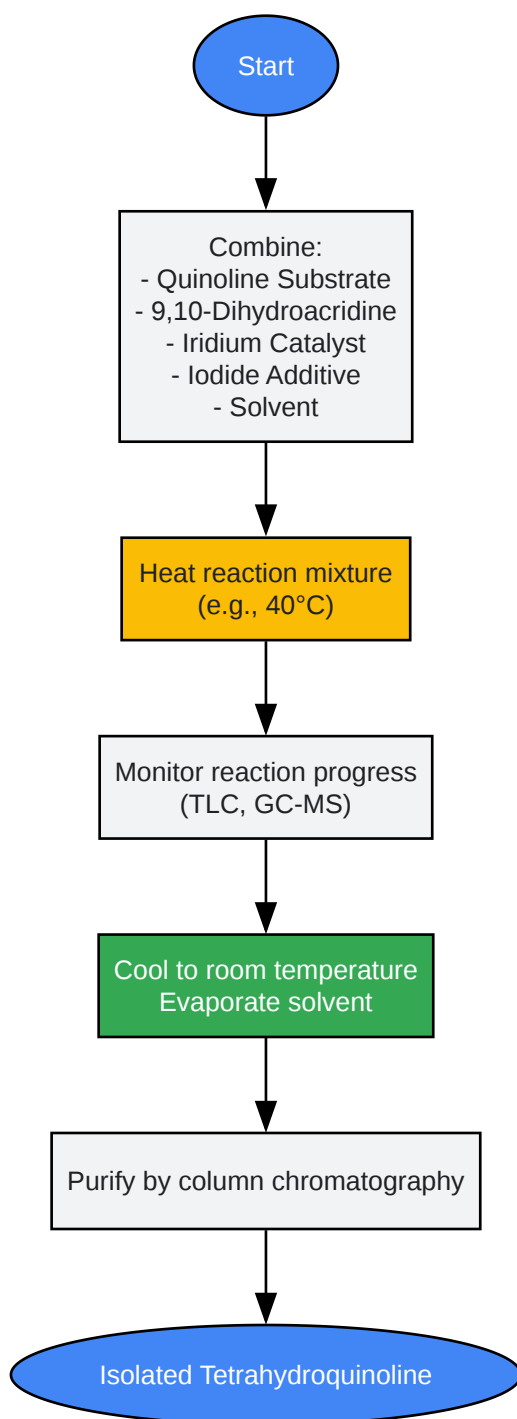 Start
Combine:
- Quinoline Substrate
- 9,10-Dihydroacridine
- Iridium Catalyst
- Iodide Additive
- Solvent
Heat reaction mixture
(e.g., 40°C)
Monitor reaction progress
(TLC, GC-MS)
Cool to room temperature
Evaporate solvent
Purify by column chromatography
Isolated Tetrahydroquinoline